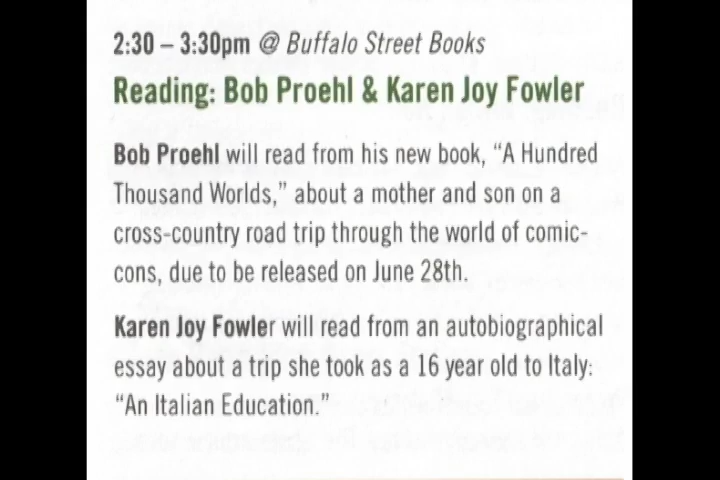 2:30 – 3:30pm @ Buffalo Street Books
Reading: Bob Proehl & Karen Joy Fowler
Bob Proehl will read from his new book, “A Hundred
Thousand Worlds,” about a mother and son on a
cross-country road trip through the world of comic-
cons, due to be released on June 28th.
Karen Joy Fowler will read from an autobiographical
essay about a trip she took as a 16 year old to Italy:
“An Italian Education.”